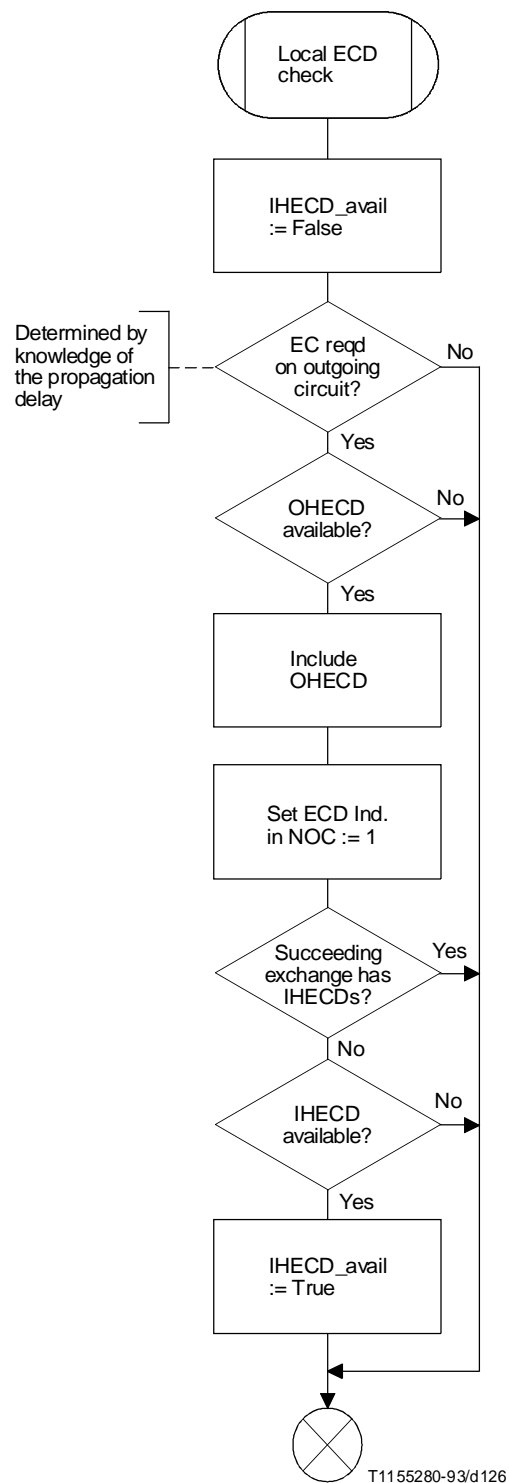 Local ECD
check
IHECD_avail
:= False
Determined by
knowledge of
the propagation
delay
EC reqd
on outgoing
circuit?
No
Yes
OHECD
available?
No
Yes
Include
OHECD
Set ECD Ind.
in NOC := 1
Succeeding
exchange has
IHECDs?
Yes
No
IHECD
available?
No
Yes
IHECD_avail
:= True
T1155280-93/d126